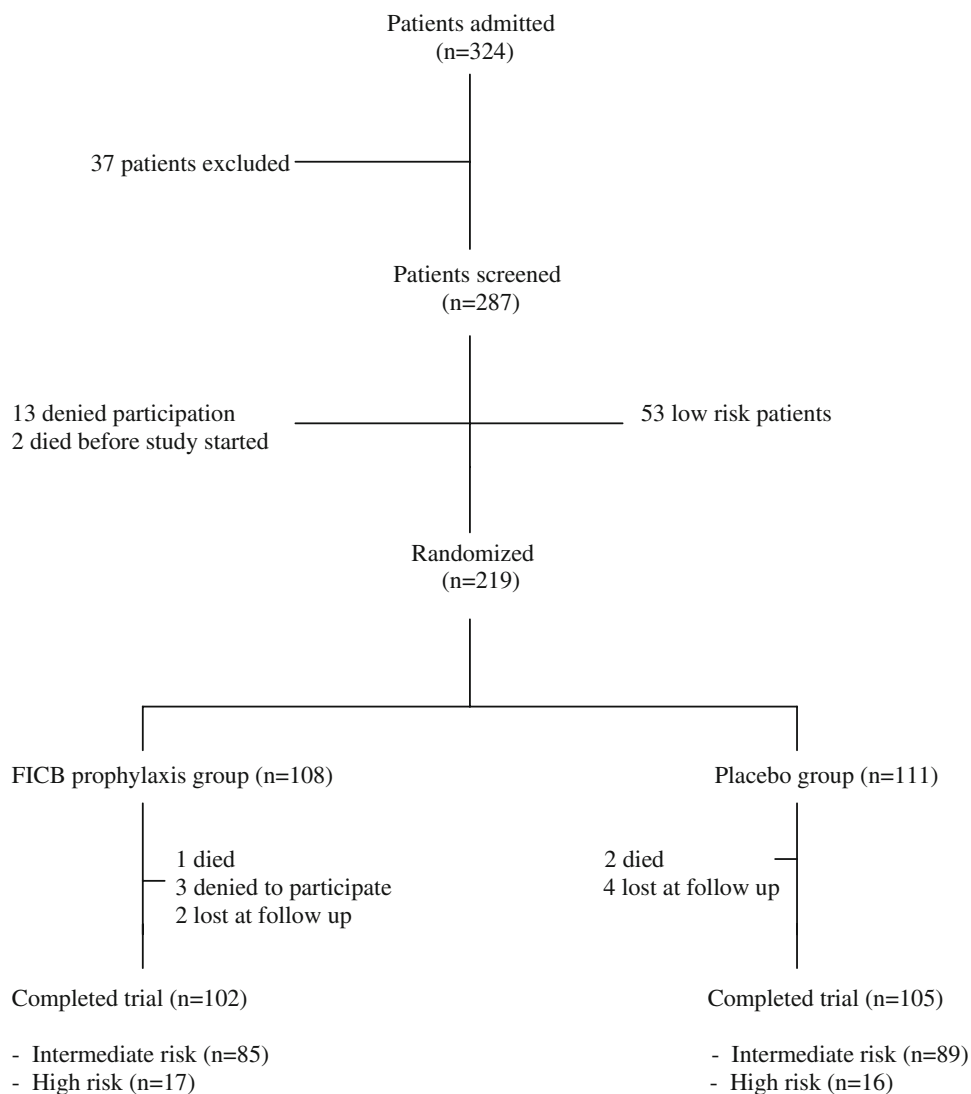 Patients admitted
(n=324)
37 patients excluded
Patients screened
(n=287)
13 denied participation
2 died before study started
53 low risk patients
Randomized
(n=219)
FICB prophylaxis group (n=108)
Placebo group (n=111)
1 died
3 denied to participate
2 lost at follow up
2 died
4 lost at follow up
Completed trial (n=102)
- Intermediate risk (n=85)
- High risk (n=17)
Completed trial (n=105)
- Intermediate risk (n=89)
- High risk (n=16)